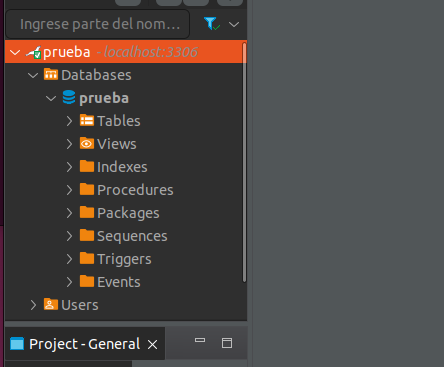 Ingrese parte del nom...
prueba - localhost:3306
Databases
prueba
Tables
Views
Indexes
Procedures
Packages
Sequences
Triggers
Events
Users
Project - General